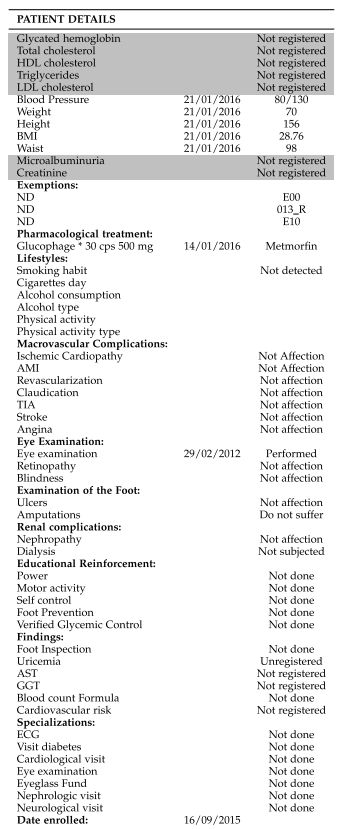 PATIENT DETAILS
Glycated hemoglobin Not registered
Total cholesterol Not registered
HDL cholesterol Not registered
Triglycerides Not registered
LDL cholesterol Not registered
Blood Pressure 21/01/2016 80/130
Weight 21/01/2016 70
Height 21/01/2016 156
BMI 21/01/2016 28.76
Waist 21/01/2016 98
Microalbuminuria Not registered
Creatinine Not registered
Exemptions:
ND E00
ND 013_R
ND E10
Pharmacological treatment:
Glucophage * 30 cps 500 mg 14/01/2016 Metmorfin
Lifestyles:
Smoking habit Not detected
Cigarettes day
Alcohol consumption
Alcohol type
Physical activity
Physical activity type
Macrovascular Complications:
Ischemic Cardiopathy Not Affection
AMI Not Affection
Revascularization Not affection
Claudication Not affection
TIA Not affection
Stroke Not affection
Angina Not affection
Eye Examination:
Eye examination 29/02/2012 Performed
Retinopathy Not affection
Blindness Not affection
Examination of the Foot:
Ulcers Not affection
Amputations Do not suffer
Renal complications:
Nephropathy Not affection
Dialysis Not subjected
Educational Reinforcement:
Power Not done
Motor activity Not done
Self control Not done
Foot Prevention Not done
Verified Glycemic Control Not done
Findings:
Foot Inspection Not done
Uricemia Unregistered
AST Not registered
GGT Not registered
Blood count Formula Not done
Cardiovascular risk Not registered
Specializations:
ECG Not done
Visit diabetes Not done
Cardiological visit Not done
Eye examination Not done
Eyeglass Fund Not done
Nephrologic visit Not done
Neurological visit Not done
Date enrolled: 16/09/2015